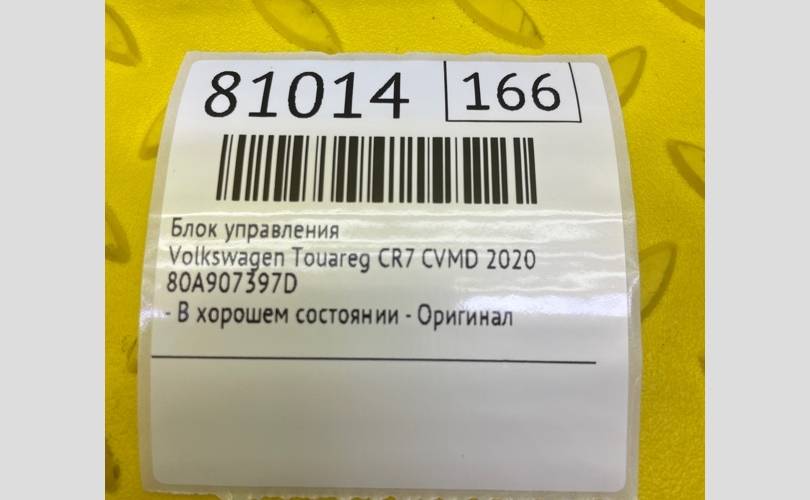 81014 166
Блок управления
Volkswagen Touareg CR7 CVMD 2020
80A907397D
- В хорошем состоянии - Оригинал